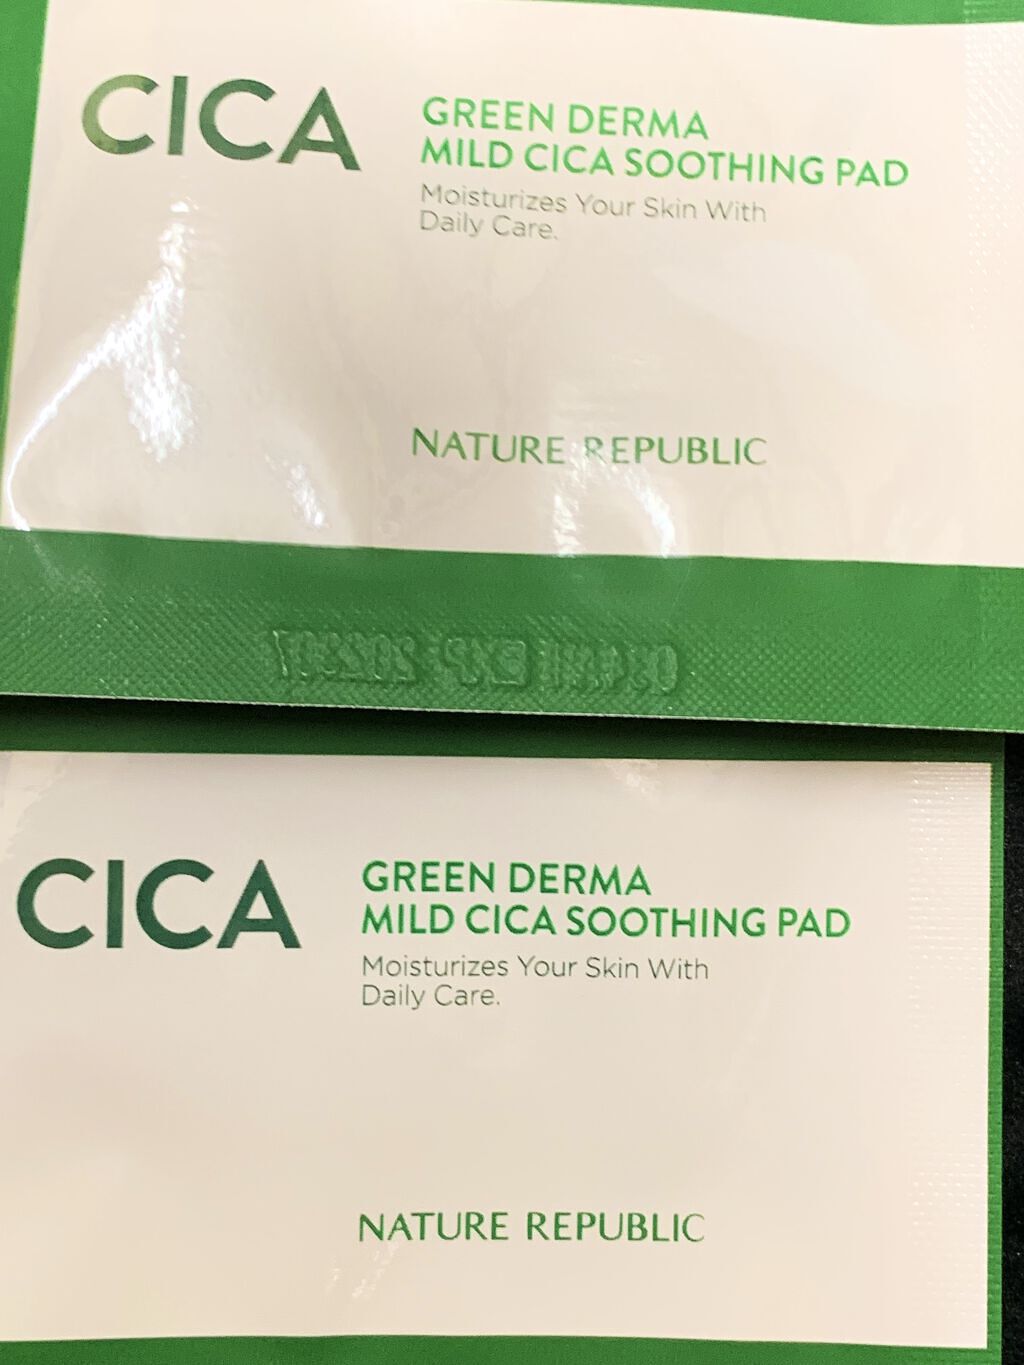 CICA
GREEN DERMA
MILD CICA SOOTHING PAD
Moisturizes Your Skin With
Daily Care.
NATURE REPUBLIC
CICA
GREEN DERMA
MILD CICA SOOTHING PAD
Moisturizes Your Skin With
Daily Care.
NATURE REPUBLIC